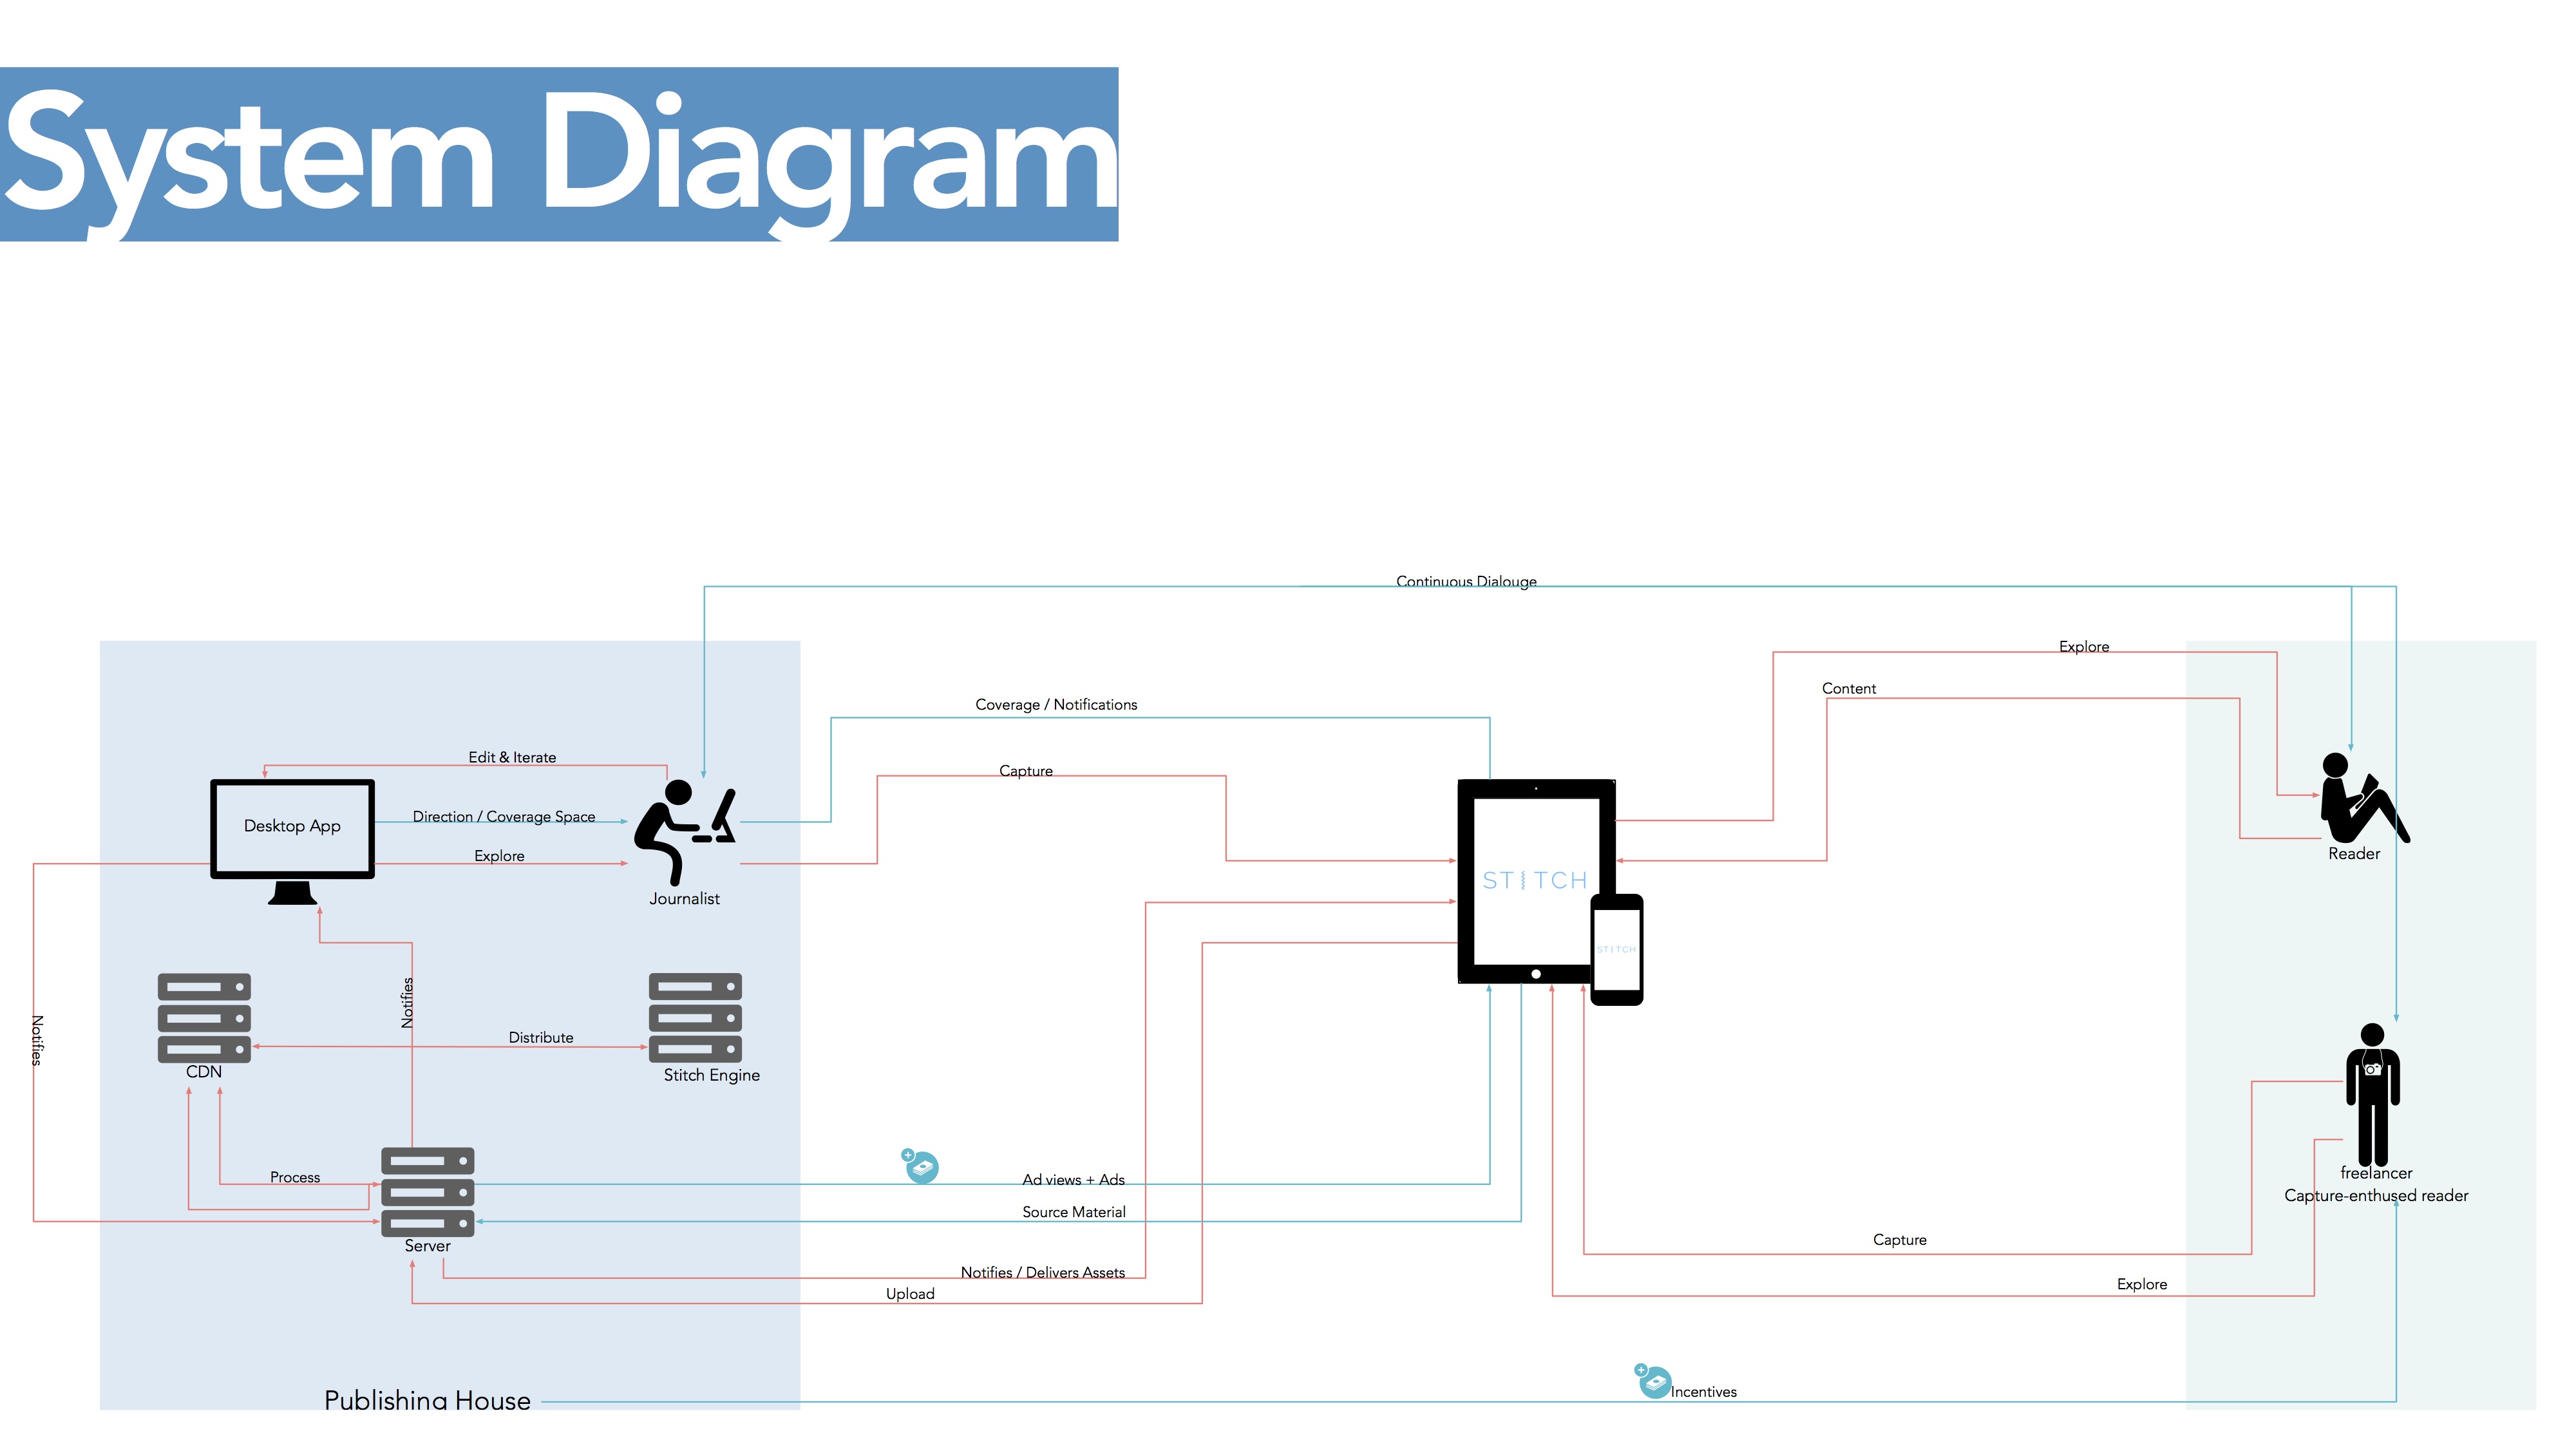 System Diagram
Continuous Dialouge
Explore
Content
Coverage / Notifications
Edit & Iterate
Capture
Direction / Coverage Space
Desktop App
Explore
Journalist
Reader
STITCH
STITCH
Notifies
Notifies
Distribute
CDN
Stitch Engine
Process
Ad views + Ads
Source Material
Server
Notifies / Delivers Assets
Upload
freelancer
Capture-enthused reader
Capture
Explore
Incentives
Publishing House